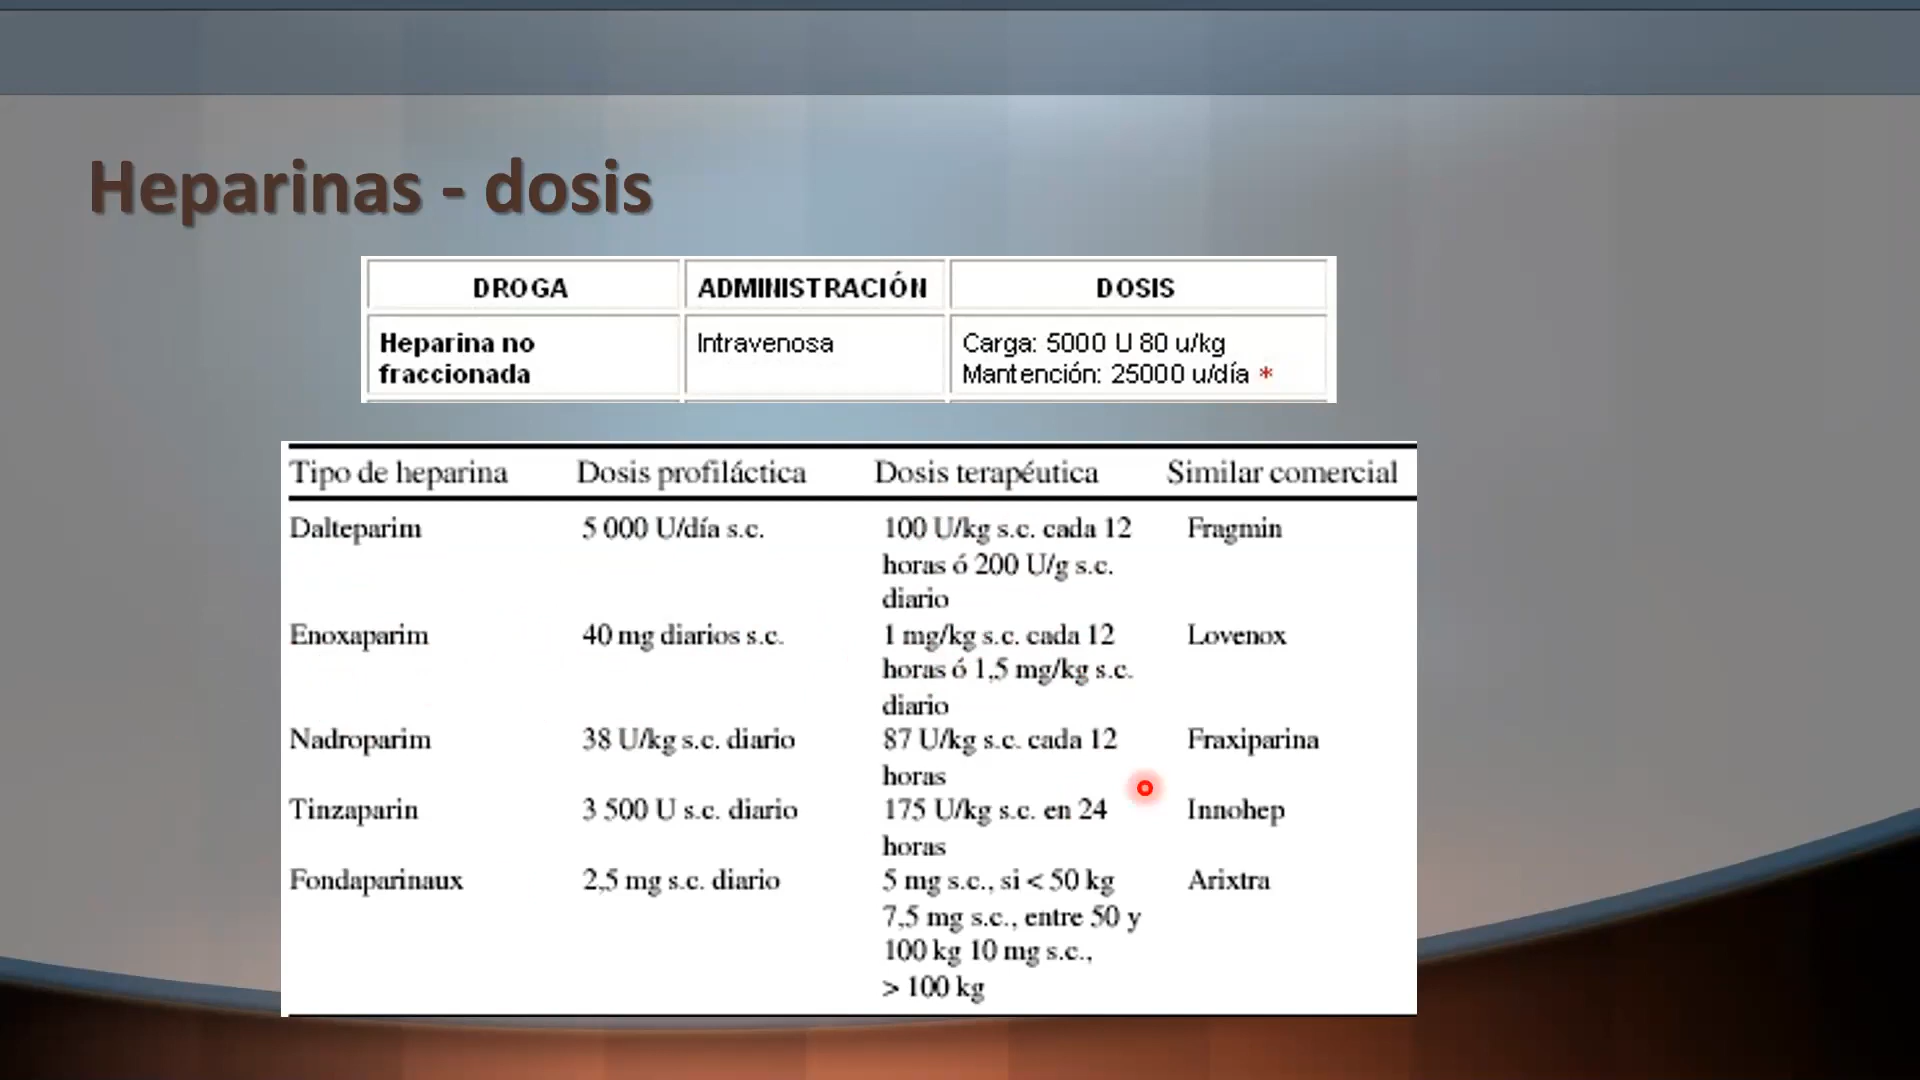 Heparinas - dosis
DROGA ADMINISTRACIÓN DOSIS
Heparina no fraccionada Intravenosa Carga: 5000 U 80 u/kg
Mantención: 25000 u/día *
Tipo de heparina Dosis profiláctica Dosis terapéutica Similar comercial
Dalteparim 5 000 U/día s.c. 100 U/kg s.c. cada 12 Fragmin
horas ó 200 U/g s.c.
diario
Enoxaparim 40 mg diarios s.c. 1 mg/kg s.c. cada 12 Lovenox
horas ó 1,5 mg/kg s.c.
diario
Nadroparim 38 U/kg s.c. diario 87 U/kg s.c. cada 12 Fraxiparina
horas
Tinzaparin 3 500 U s.c. diario 175 U/kg s.c. en 24 Innohep
horas
Fondaparinaux 2,5 mg s.c. diario 5 mg s.c., si < 50 kg Arixtra
7,5 mg s.c., entre 50 y
100 kg 10 mg s.c.,
> 100 kg